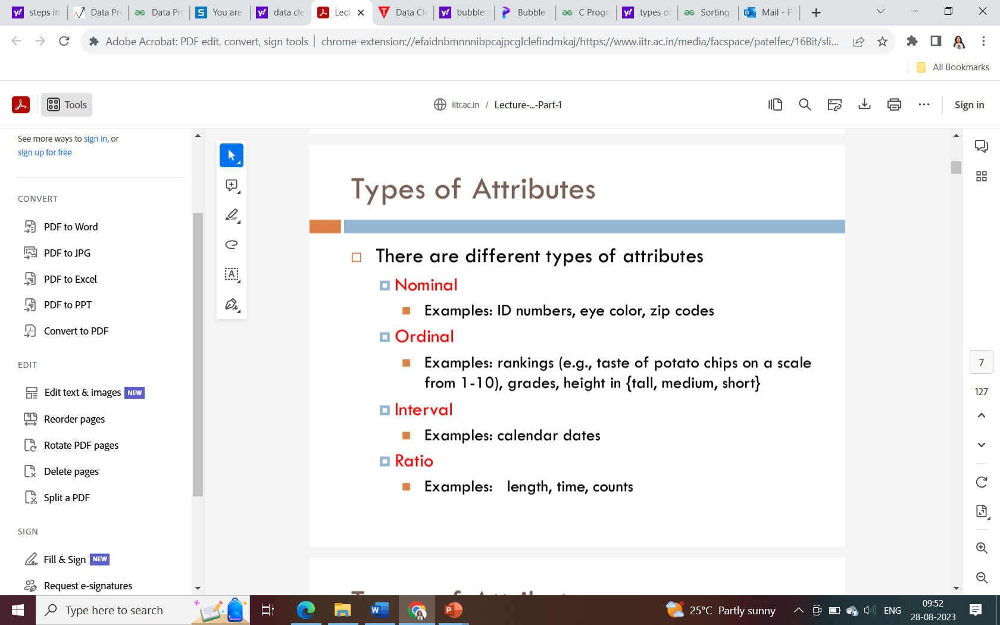 steps in
Data Pre
Data Pre
You are
data cle
Lect
Data Cle
bubble
Bubble
C Progr
types of
Sorting
Mail - P
Adobe Acrobat: PDF edit, convert, sign tools | chrome-extension://efaidnbmnnnibpcajpcglclefindmkaj/https://www.iitr.ac.in/media/facspace/patelfec/16Bit/sli...
All Bookmarks
Tools
iitr.ac.in / Lecture-...-Part-1
Sign in
See more ways to sign in, or
sign up for free
CONVERT
PDF to Word
PDF to JPG
PDF to Excel
PDF to PPT
Convert to PDF
EDIT
Edit text & images NEW
Reorder pages
Rotate PDF pages
Delete pages
Split a PDF
SIGN
Fill & Sign NEW
Request e-signatures
Types of Attributes
There are different types of attributes
Nominal
Examples: ID numbers, eye color, zip codes
Ordinal
Examples: rankings (e.g., taste of potato chips on a scale
from 1-10), grades, height in {tall, medium, short}
Interval
Examples: calendar dates
Ratio
Examples: length, time, counts
7
127
Type here to search
25°C Partly sunny
ENG
09:52
28-08-2023